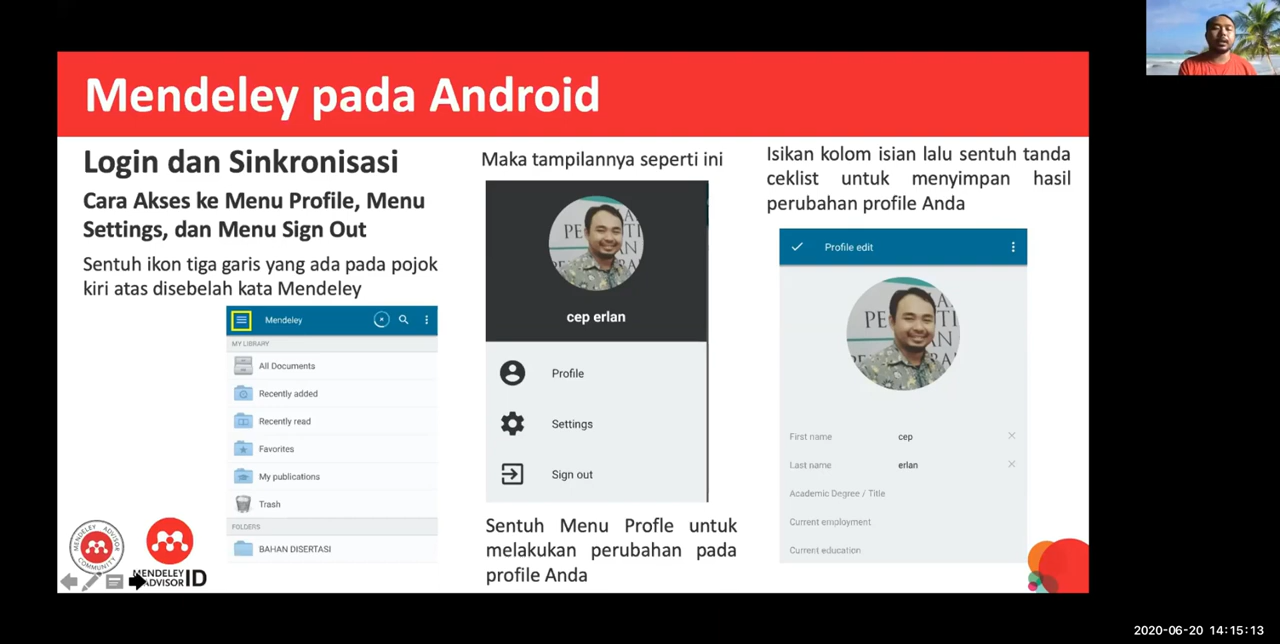 Mendeley pada Android
Login dan Sinkronisasi
Cara Akses ke Menu Profile, Menu
Settings, dan Menu Sign Out
Sentuh ikon tiga garis yang ada pada pojok
kiri atas disebelah kata Mendeley
Mendeley
MY LIBRARY
All Documents
Recently added
Recently read
Favorites
My publications
Trash
FOLDERS
BAHAN DISERTASI
MENDELEY ADVISOR
COMMUNITY
MENDELEY
ADVISOR ID
Maka tampilannya seperti ini
cep erlan
Profile
Settings
Sign out
Sentuh Menu Profle untuk
melakukan perubahan pada
profile Anda
Isikan kolom isian lalu sentuh tanda
ceklist untuk menyimpan hasil
perubahan profile Anda
Profile edit
First name cep
Last name erlan
Academic Degree / Title
Current employment
Current education
2020-06-20 14:15:13